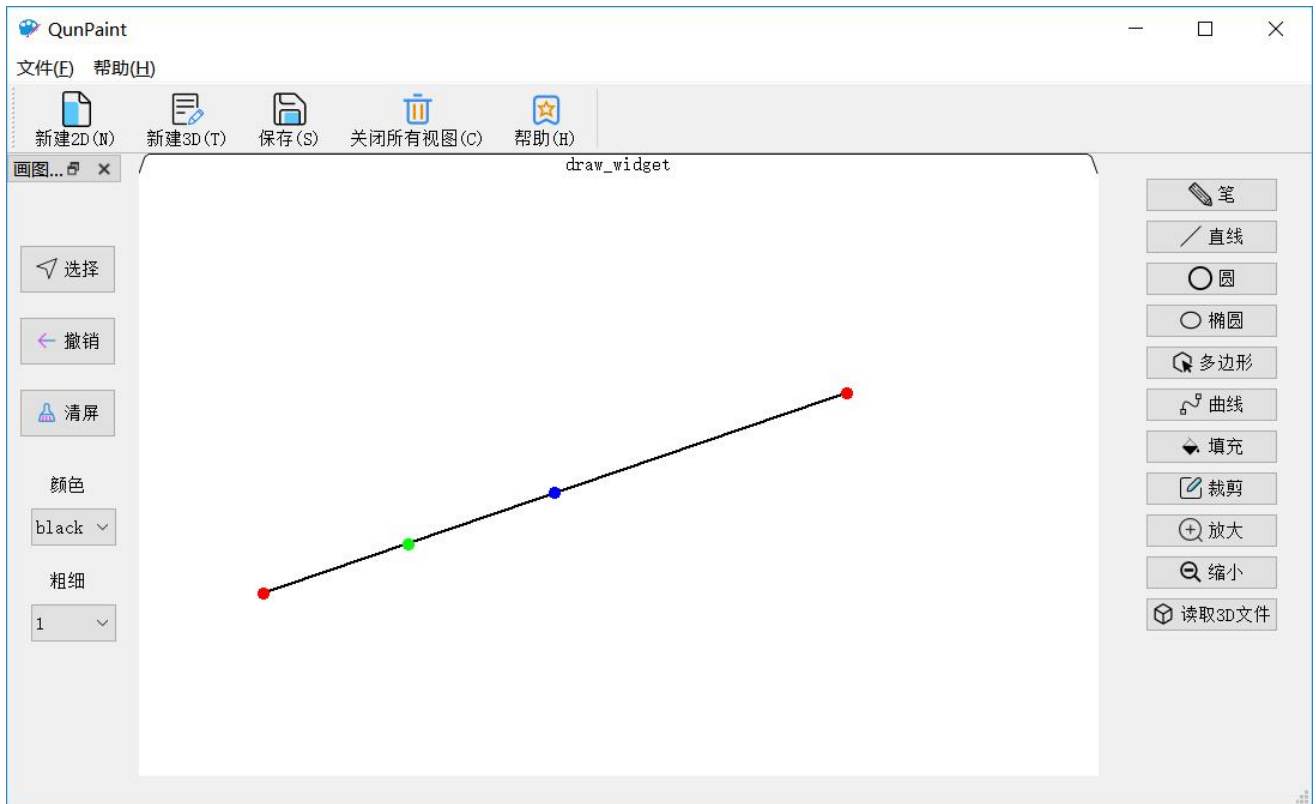 QunPaint
文件(F) 帮助(H)
新建2D(N) 新建3D(T) 保存(S) 关闭所有视图(C) 帮助(H)
画图...
draw_widget
选择
撤销
清屏
颜色
black
粗细
1
笔
直线
圆
椭圆
多边形
曲线
填充
裁剪
放大
缩小
读取3D文件